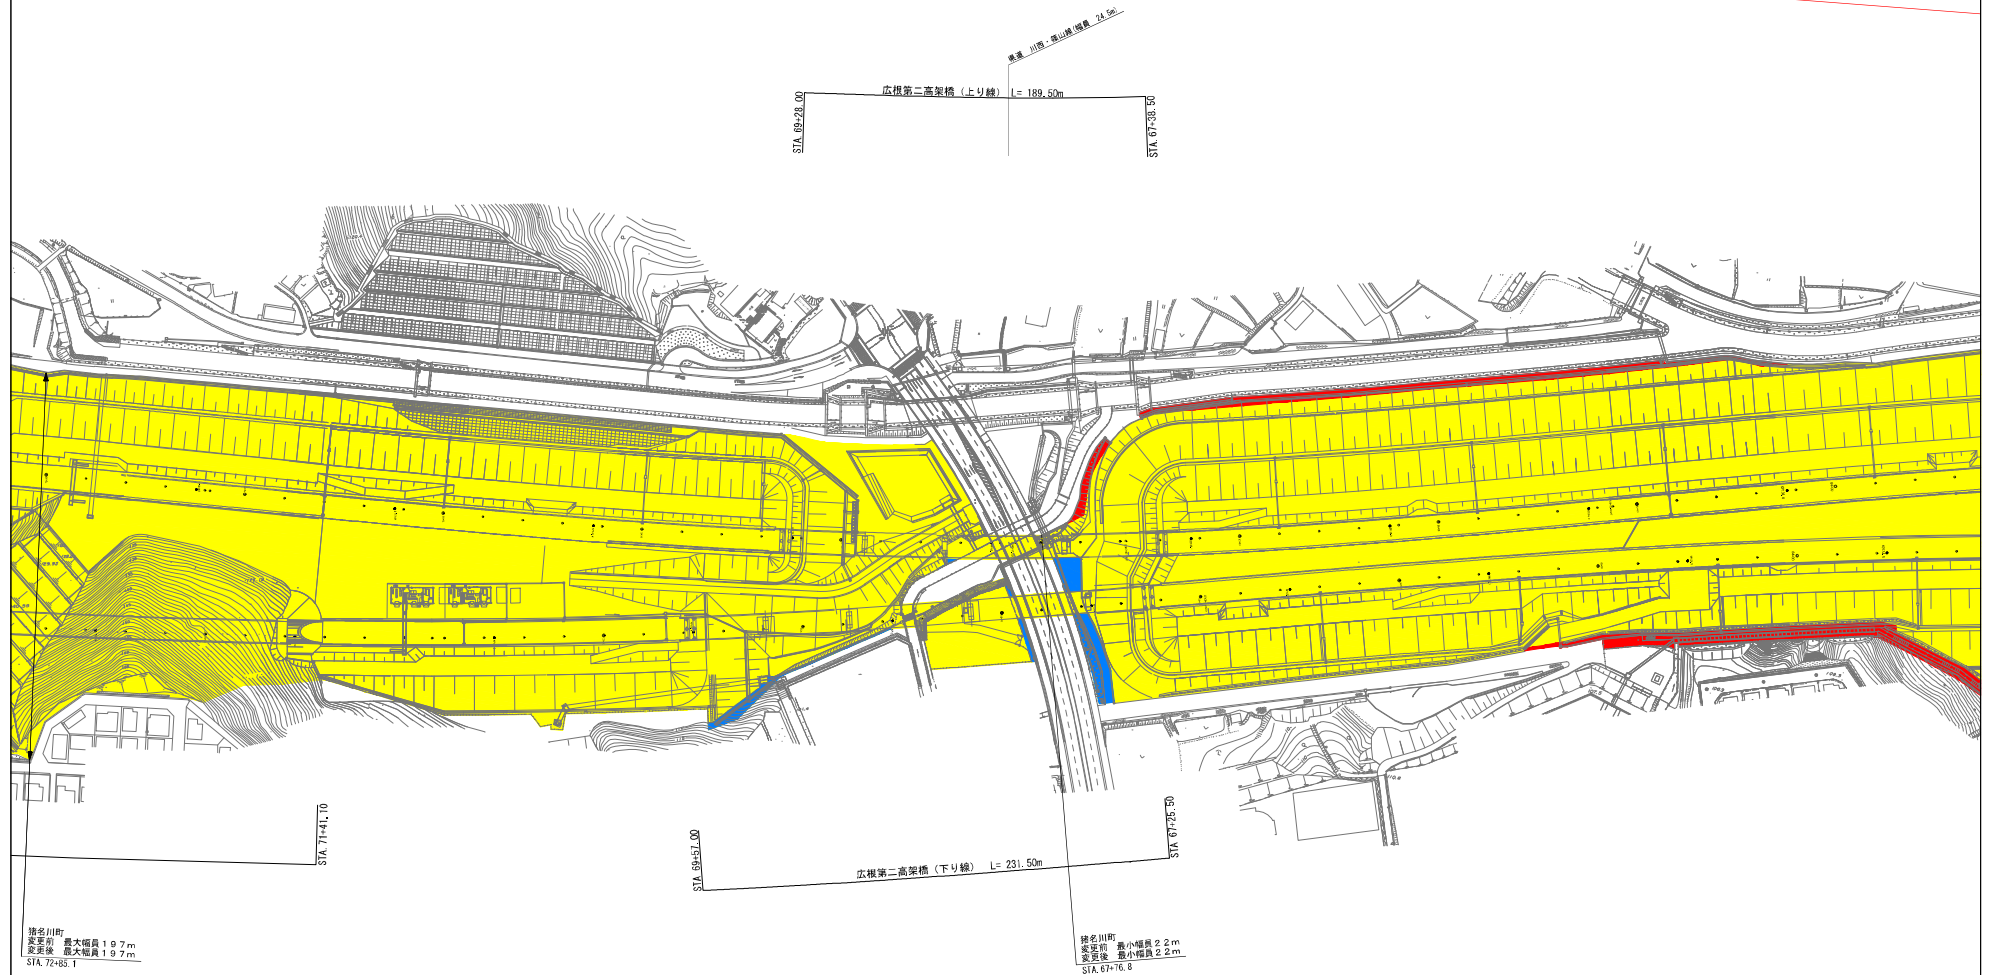 県道 川西・篠山線(幅員 24.5m)
広根第二高架橋（上り線） L= 189.50m
STA. 69+28.00
STA. 67+38.50
STA. 71+41.10
STA. 69+57.00
STA. 67+25.50
広根第二高架橋（下り線） L= 231.50m
猪名川町
変更前 最大幅員１９７ｍ
変更後 最大幅員１９７ｍ
STA. 72+85.1
猪名川町
変更前 最小幅員２２ｍ
変更後 最小幅員２２ｍ
STA. 67+76.8